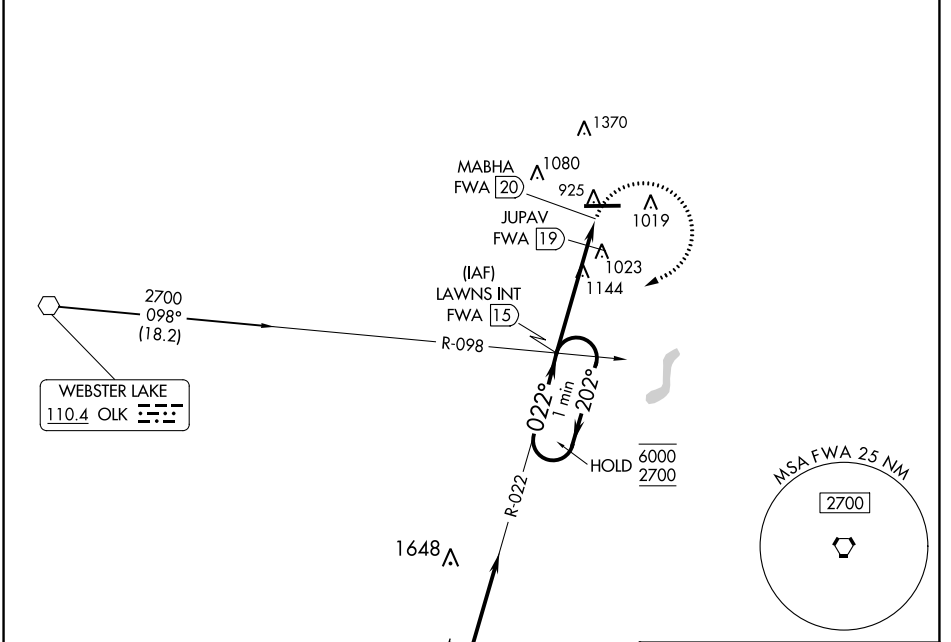 1370
MABHA
FWA 20
1080
925
1019
JUPAV
FWA 19
1023
1144
(IAF)
LAWNS INT
FWA 15
2700
098°
(18.2)
R-098
WEBSTER LAKE
110.4 OLK
022°
1 min
202°
HOLD
6000
2700
R-022
1648
MSA FWA 25 NM
2700